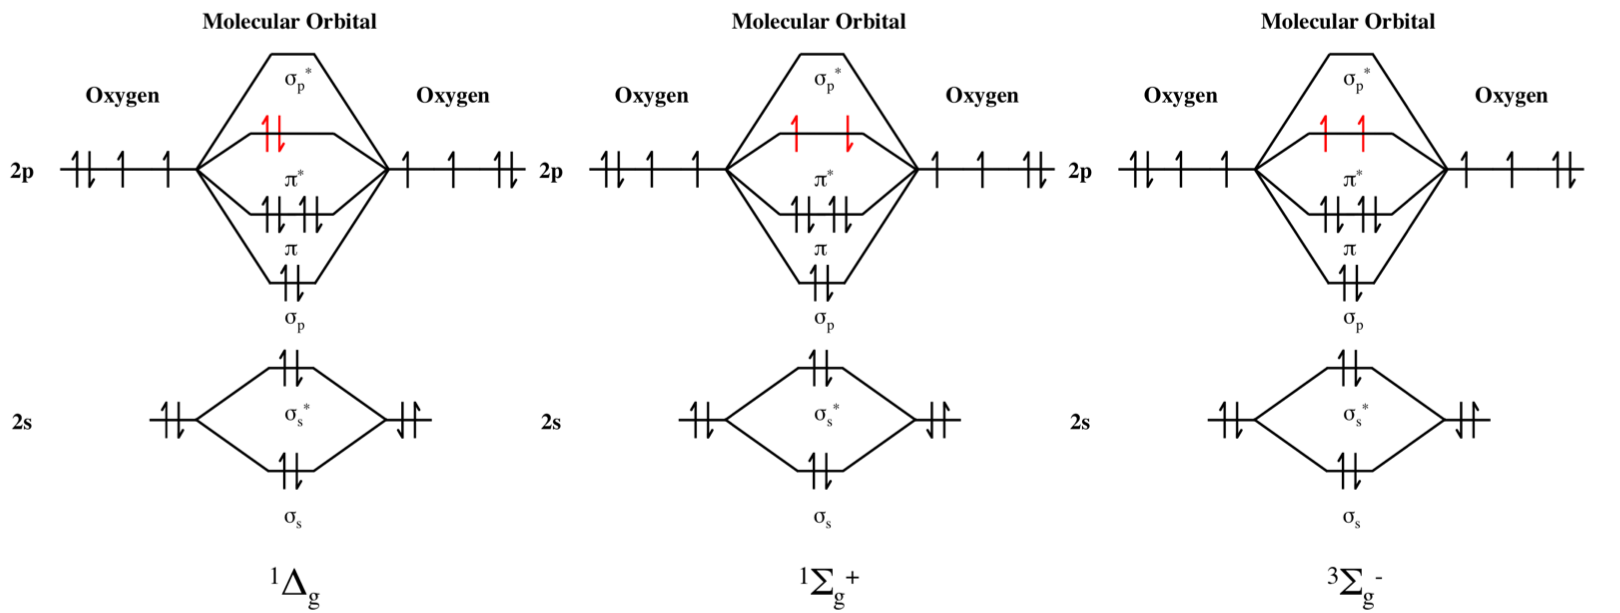 Molecular Orbital Molecular Orbital Molecular Orbital
σp* σp* σp*
Oxygen Oxygen Oxygen Oxygen Oxygen Oxygen
2p 2p 2p
π* π* π*
π π π
σp σp σp
2s σs* 2s σs* 2s σs*
σs σs σs
¹Δg ¹Σg⁺ ³Σg⁻